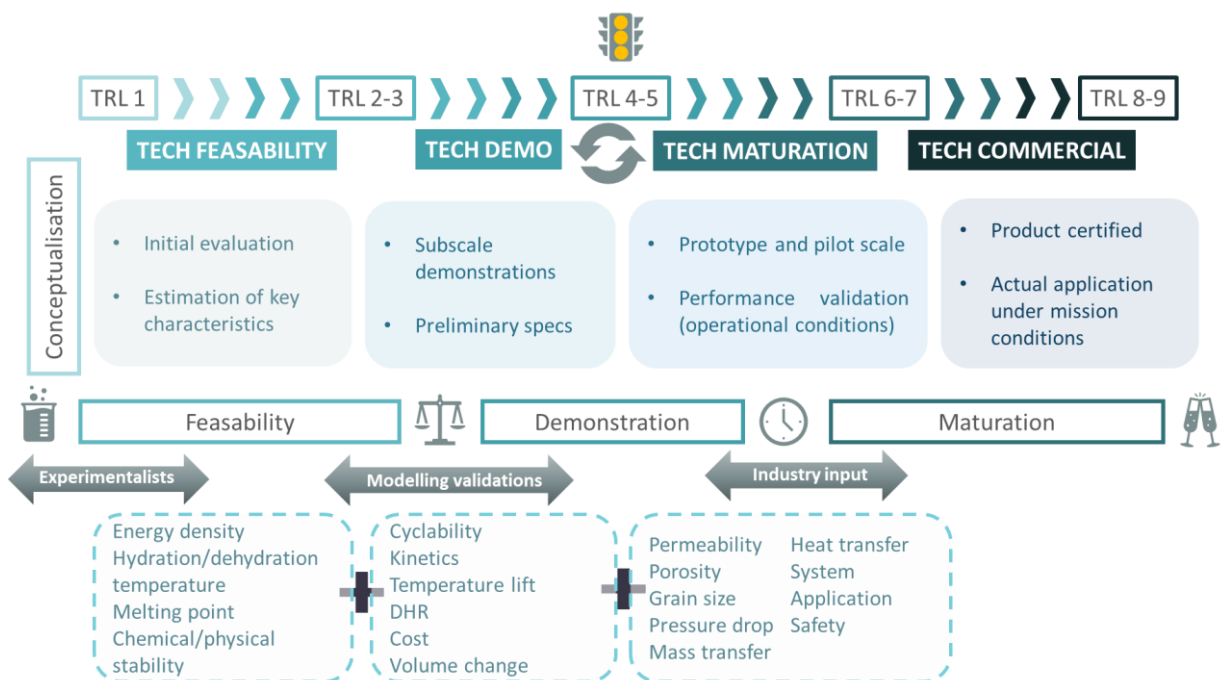 TRL 1
TRL 2-3
TRL 4-5
TRL 6-7
TRL 8-9
TECH FEASABILITY
TECH DEMO
TECH MATURATION
TECH COMMERCIAL
Conceptualisation
• Initial evaluation
• Estimation of key
characteristics
• Subscale
demonstrations
• Preliminary specs
• Prototype and pilot scale
• Performance validation
(operational conditions)
• Product certified
• Actual application
under mission
conditions
Feasability
Demonstration
Maturation
Experimentalists
Modelling validations
Industry input
Energy density
Hydration/dehydration
temperature
Melting point
Chemical/physical
stability
Cyclability
Kinetics
Temperature lift
DHR
Cost
Volume change
Permeability
Porosity
Grain size
Pressure drop
Mass transfer
Heat transfer
System
Application
Safety